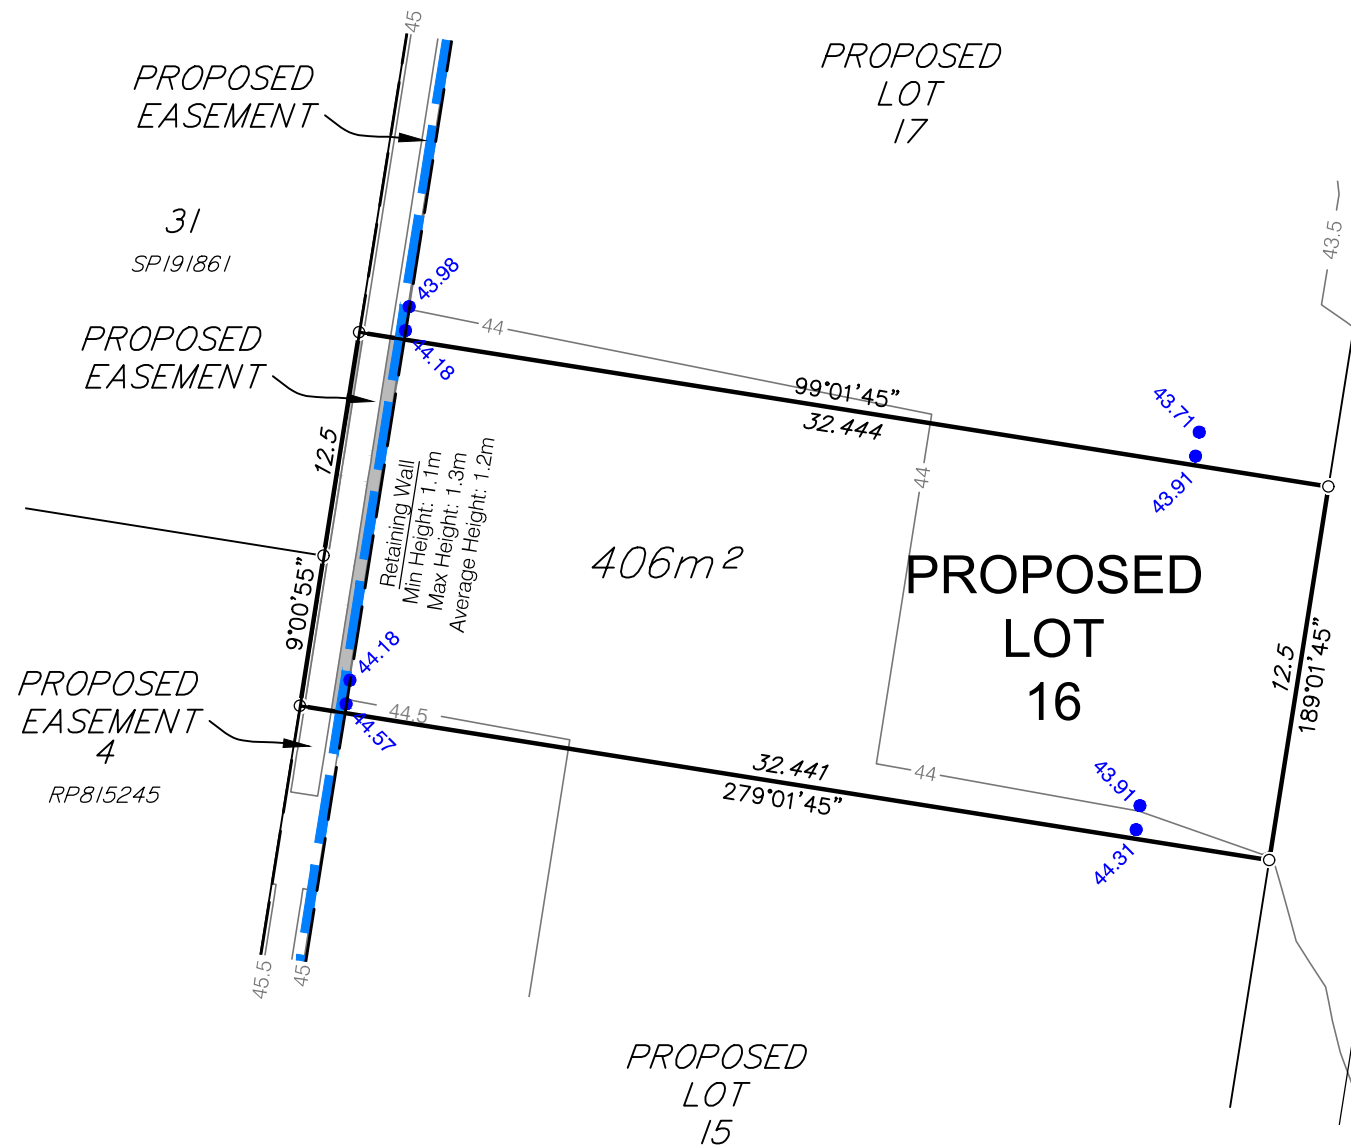 45
PROPOSED
EASEMENT
PROPOSED
LOT
17
31
SP191861
43.5
43.98
44
44.18
PROPOSED
EASEMENT
99°01'45"
32.444
43.71
43.91
12.5
44
Retaining Wall
Min Height: 1.1m
Max Height: 1.3m
Average Height: 1.2m
406m²
PROPOSED
LOT
16
9°00'55"
12.5
189°01'45"
44.18
44.5
44.57
PROPOSED
EASEMENT
4
RP815245
32.441
279°01'45"
44
43.91
44.31
45.5
45
PROPOSED
LOT
15